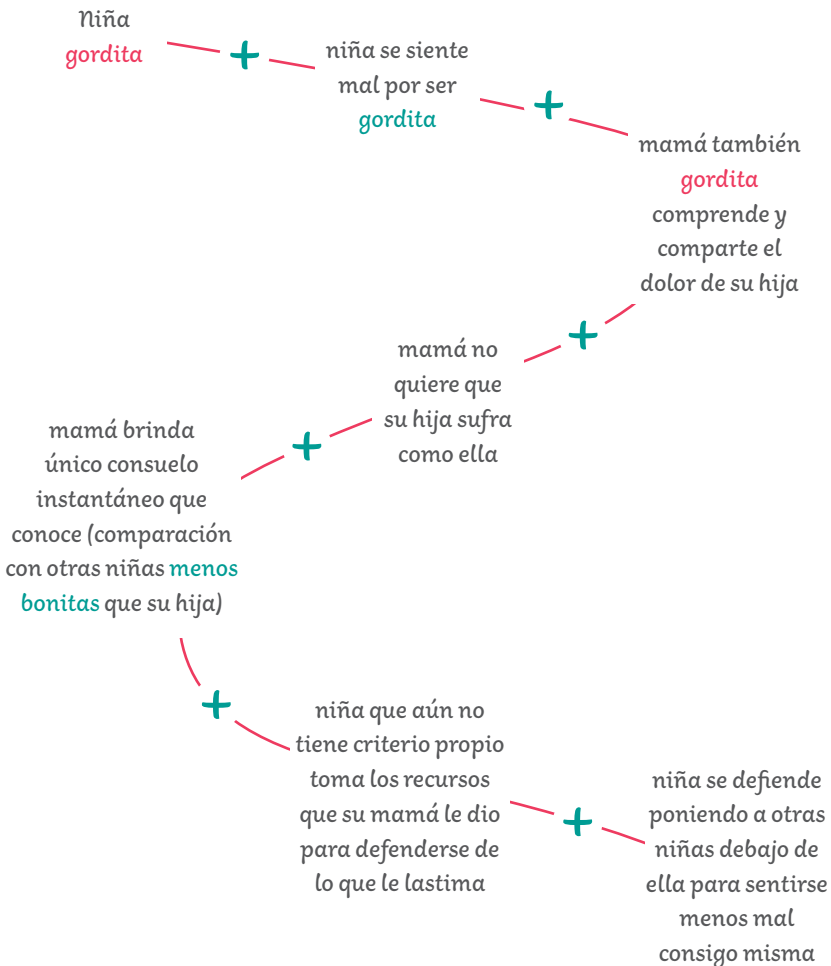 Niña
gordita
+
niña se siente
mal por ser
gordita
+
mamá también
gordita
comprende y
comparte el
dolor de su hija
+
mamá no
quiere que
su hija sufra
como ella
+
mamá brinda
único consuelo
instantáneo que
conoce (comparación
con otras niñas menos
bonitas que su hija)
+
niña que aún no
tiene criterio propio
toma los recursos
que su mamá le dio
para defenderse de
lo que le lastima
+
niña se defiende
poniendo a otras
niñas debajo de
ella para sentirse
menos mal
consigo misma